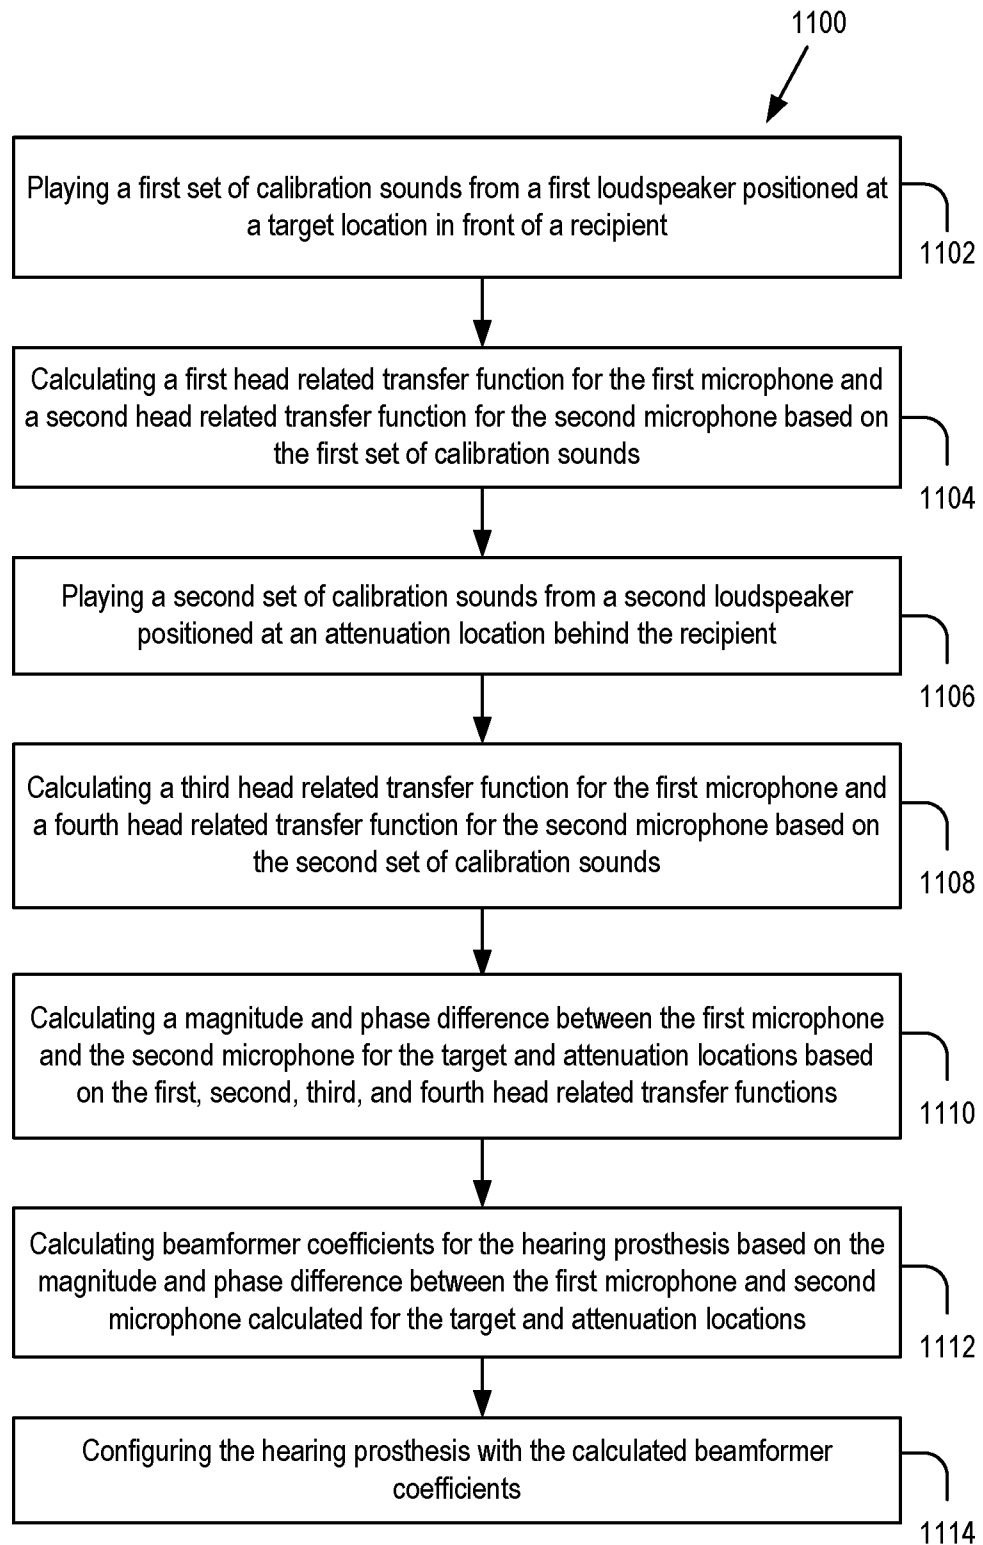 1100
Playing a first set of calibration sounds from a first loudspeaker positioned at
a target location in front of a recipient
1102
Calculating a first head related transfer function for the first microphone and
a second head related transfer function for the second microphone based on
the first set of calibration sounds
1104
Playing a second set of calibration sounds from a second loudspeaker
positioned at an attenuation location behind the recipient
1106
Calculating a third head related transfer function for the first microphone and
a fourth head related transfer function for the second microphone based on
the second set of calibration sounds
1108
Calculating a magnitude and phase difference between the first microphone
and the second microphone for the target and attenuation locations based
on the first, second, third, and fourth head related transfer functions
1110
Calculating beamformer coefficients for the hearing prosthesis based on the
magnitude and phase difference between the first microphone and second
microphone calculated for the target and attenuation locations
1112
Configuring the hearing prosthesis with the calculated beamformer
coefficients
1114